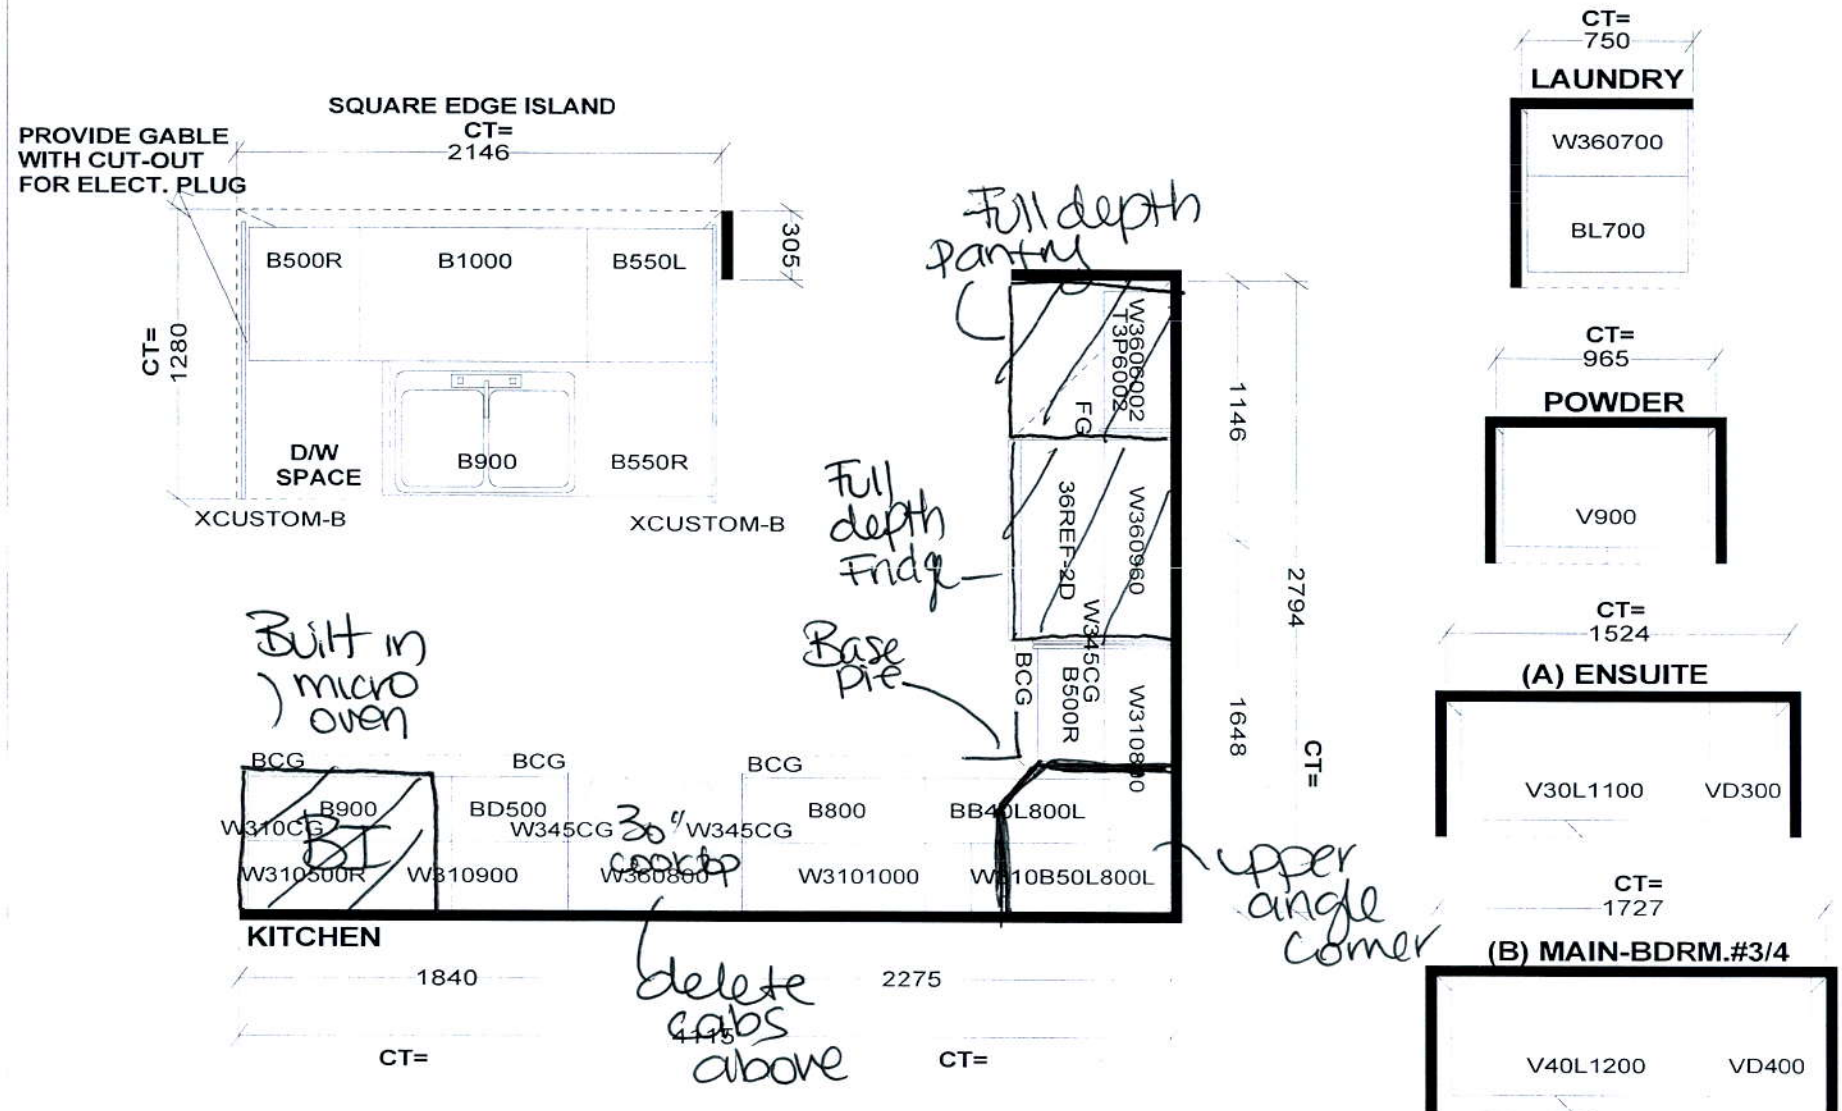 SQUARE EDGE ISLAND
CT=
2146
PROVIDE GABLE
WITH CUT-OUT
FOR ELECT. PLUG
305
B500R
B1000
B550L
CT=
1280
D/W
SPACE
B900
B550R
XCUSTOM-B
XCUSTOM-B
Full depth
Pantry
W3606002
T3P6002
FG
1146
Full
depth
Fridge
36REF-2D
W360960
2794
CT=
Base
Pie
BCG
W345CG
B500R
W310800
1648
Built in
micro
oven
BCG
BCG
BCG
B900
BD500
B800
BB40L800L
W310CG
W345CG
30"
W345CG
BI
cooktop
W310500R
W310900
W360800
W3101000
W310B50L800L
upper
angle
corner
KITCHEN
1840
2275
delete
cabs
above
4115
CT=
CT=
CT=
750
LAUNDRY
W360700
BL700
CT=
965
POWDER
V900
CT=
1524
(A) ENSUITE
V30L1100
VD300
CT=
1727
(B) MAIN-BDRM.#3/4
V40L1200
VD400